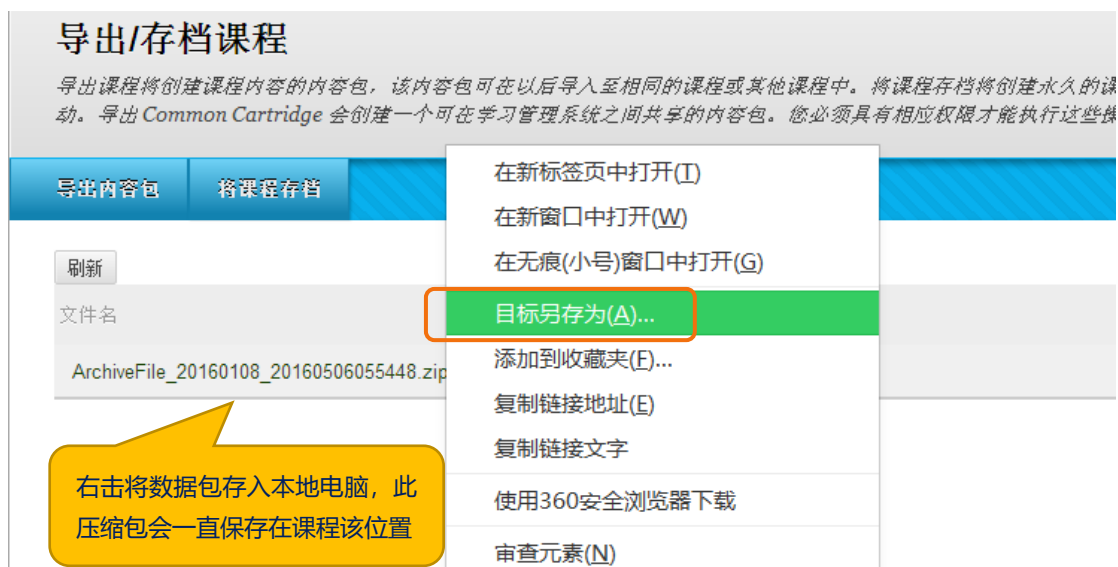 导出/存档课程
导出课程将创建课程内容的内容包，该内容包可在以后导入至相同的课程或其他课程中。将课程存档将创建永久的课
动。导出 Common Cartridge 会创建一个可在学习管理系统之间共享的内容包。您必须具有相应权限才能执行这些操
导出内容包 将课程存档
在新标签页中打开(T)
在新窗口中打开(W)
在无痕(小号)窗口中打开(G)
刷新
目标另存为(A)...
文件名
添加到收藏夹(F)...
ArchiveFile_20160108_20160506055448.zip
复制链接地址(E)
复制链接文字
右击将数据包存入本地电脑，此
压缩包会一直保存在课程该位置
使用360安全浏览器下载
审查元素(N)